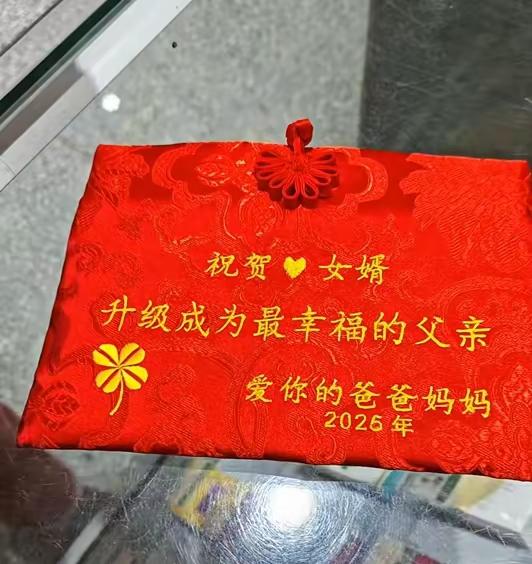 祝贺💛女婿
升级成为最幸福的父亲
爱你的爸爸妈妈
2026年